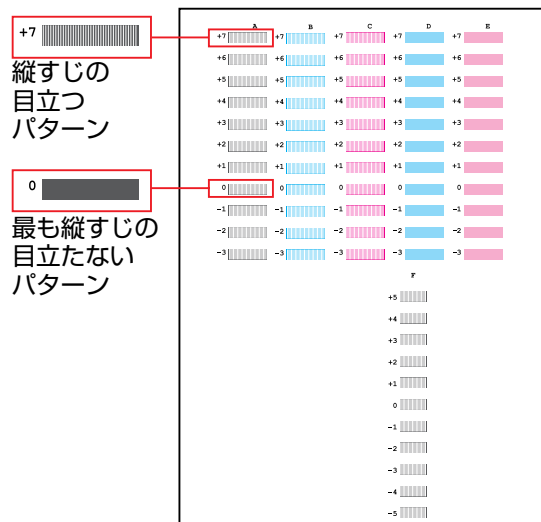 +7
縦すじの
目立つ
パターン
0
最も縦すじの
目立たない
パターン
A B C D E
+7 +7 +7 +7 +7
+6 +6 +6 +6 +6
+5 +5 +5 +5 +5
+4 +4 +4 +4 +4
+3 +3 +3 +3 +3
+2 +2 +2 +2 +2
+1 +1 +1 +1 +1
0 0 0 0 0
-1 -1 -1 -1 -1
-2 -2 -2 -2 -2
-3 -3 -3 -3 -3
F
+5
+4
+3
+2
+1
0
-1
-2
-3
-4
-5